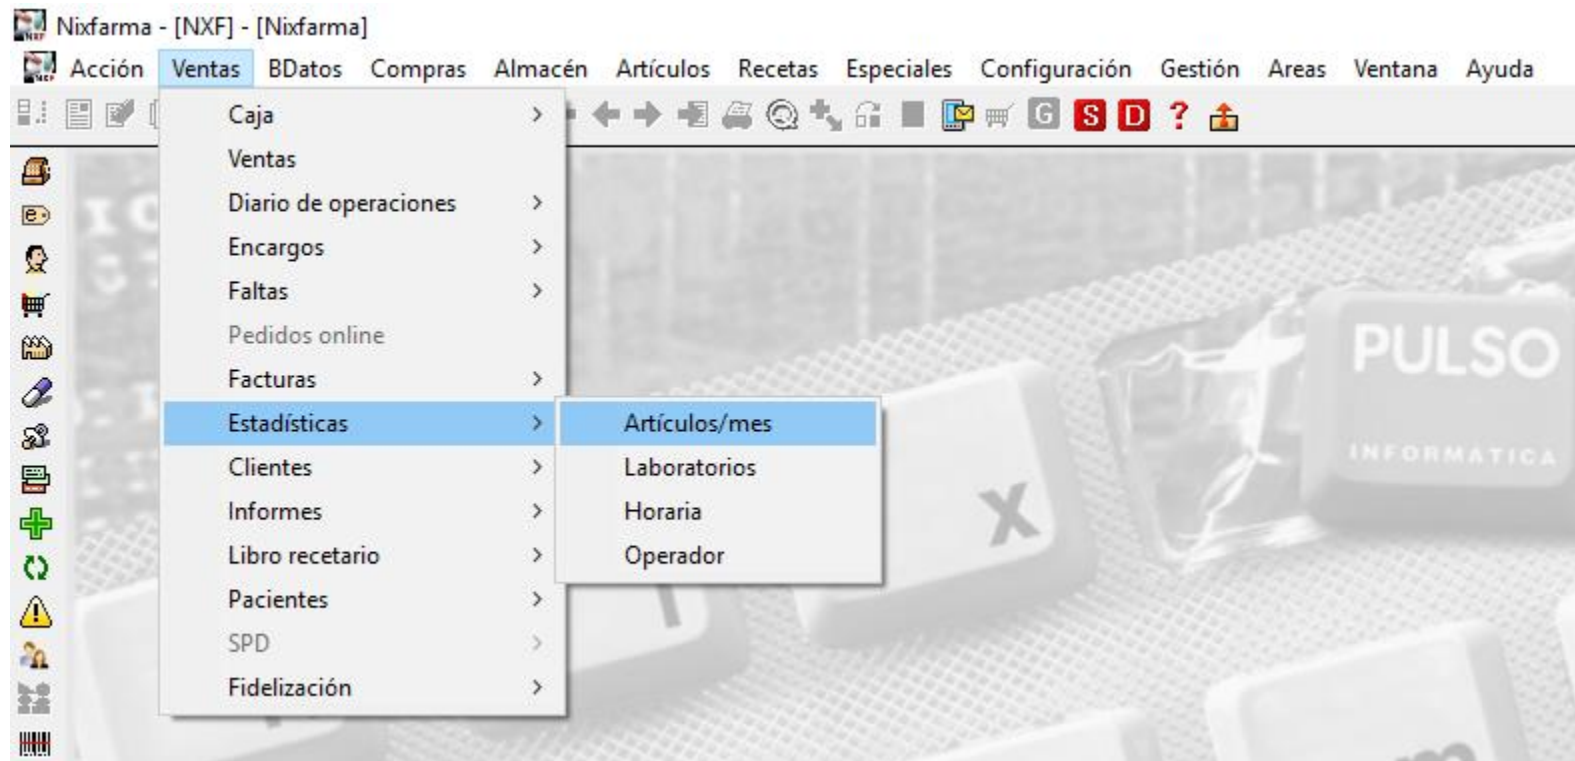 Nixfarma - [NXF] - [Nixfarma]
Acción Ventas BDatos Compras Almacén Artículos Recetas Especiales Configuración Gestión Areas Ventana Ayuda
G S D ?
Caja
Ventas
Diario de operaciones
Encargos
Faltas
Pedidos online
Facturas
Estadísticas
Clientes
Informes
Libro recetario
Pacientes
SPD
Fidelización
Artículos/mes
Laboratorios
Horaria
Operador
PULSO
INFORMÁTICA
X